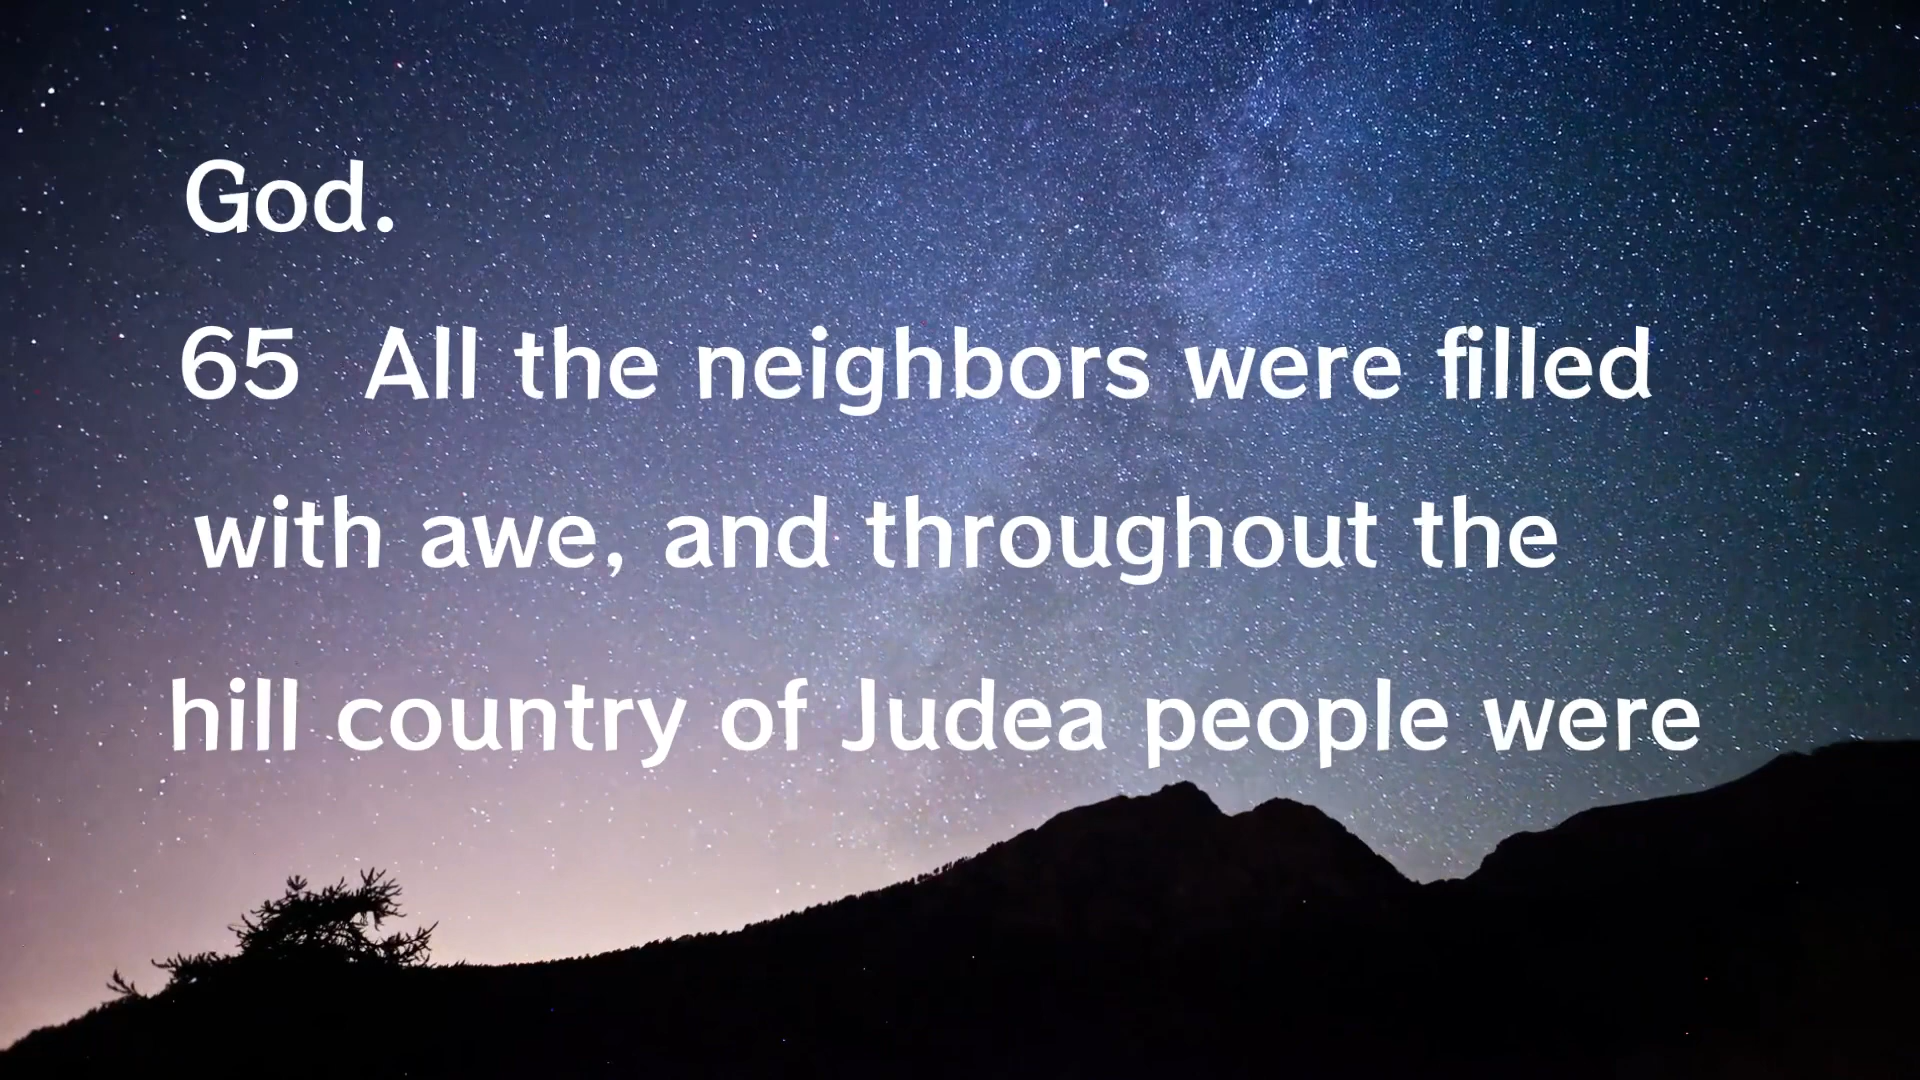 God.
65 All the neighbors were filled
with awe, and throughout the
hill country of Judea people were